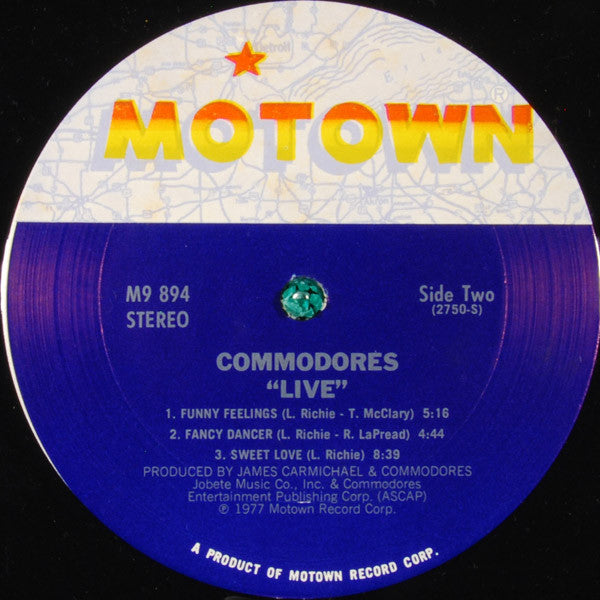 Detroit
MOTOWN®
Akron
M9 894
STEREO
Side Two
(2750-S)
COMMODORES
“LIVE”
1. FUNNY FEELINGS (L. Richie - T. McClary) 5:16
2. FANCY DANCER (L. Richie - R. LaPread) 4:44
3. SWEET LOVE (L. Richie) 8:39
PRODUCED BY JAMES CARMICHAEL & COMMODORES
Jobete Music Co., Inc. & Commodores
Entertainment Publishing Corp. (ASCAP)
℗ 1977 Motown Record Corp.
A PRODUCT OF MOTOWN RECORD CORP.